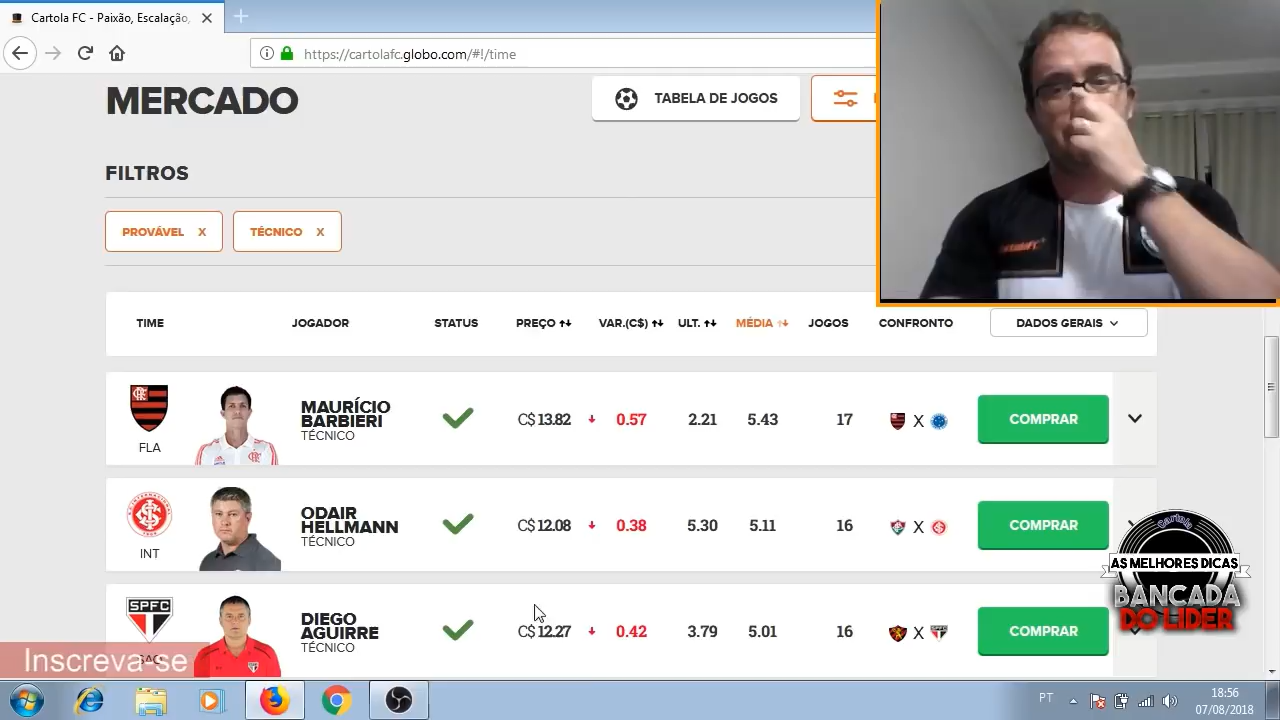 Cartola FC - Paixão, Escalação,
https://cartolafc.globo.com/#!/time
MERCADO
TABELA DE JOGOS
FILTROS
PROVÁVEL X
TÉCNICO X
TIME JOGADOR STATUS PREÇO VAR.(C$) ULT. MÉDIA JOGOS CONFRONTO DADOS GERAIS
FLA
MAURÍCIO
BARBIERI
TÉCNICO
C$ 13.82 0.57 2.21 5.43 17 X COMPRAR
INT
ODAIR
HELLMANN
TÉCNICO
C$ 12.08 0.38 5.30 5.11 16 X COMPRAR
SPFC
SAO
DIEGO
AGUIRRE
TÉCNICO
C$ 12.27 0.42 3.79 5.01 16 X COMPRAR
Cartola
AS MELHORES DICAS
BANCADA
DO LIDER
Inscreva-se
PT
18:56
07/08/2018